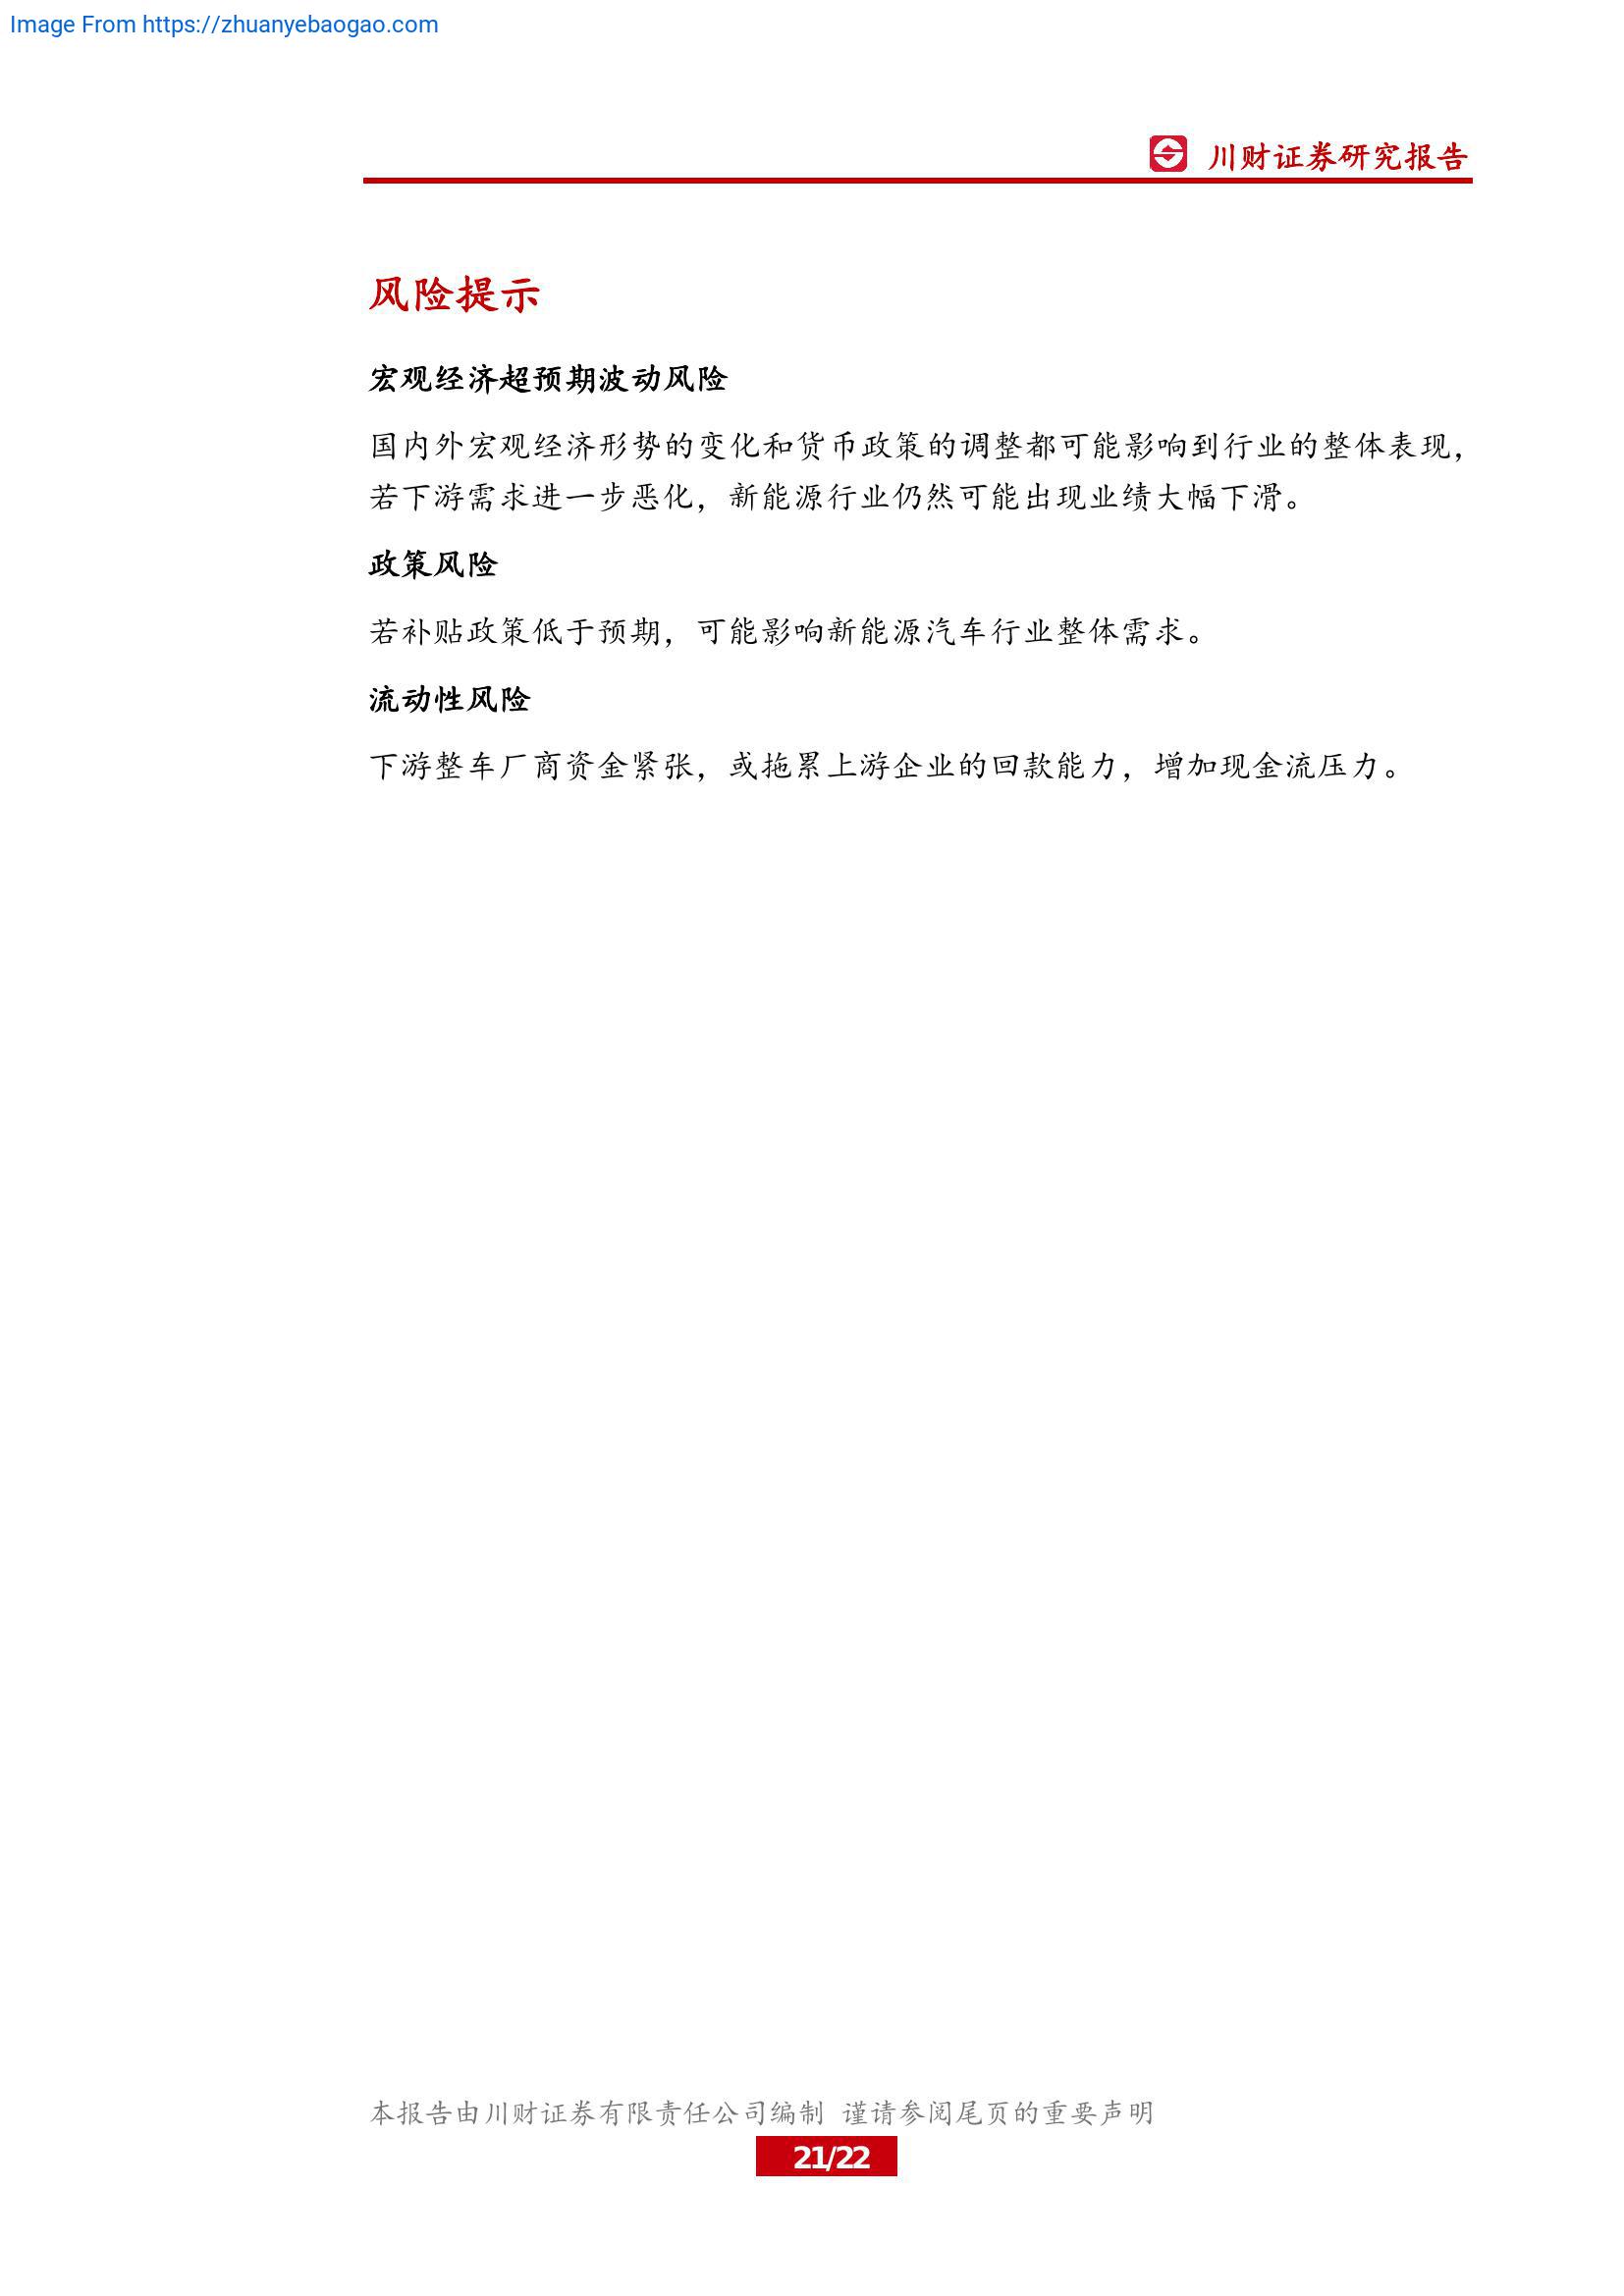 Image From https://zhuanyebaogao.com
川财证券研究报告
风险提示
宏观经济超预期波动风险
国内外宏观经济形势的变化和货币政策的调整都可能影响到行业的整体表现，
若下游需求进一步恶化，新能源行业仍然可能出现业绩大幅下滑。
政策风险
若补贴政策低于预期，可能影响新能源汽车行业整体需求。
流动性风险
下游整车厂商资金紧张，或拖累上游企业的回款能力，增加现金流压力。
本报告由川财证券有限责任公司编制 谨请参阅尾页的重要声明
21/22